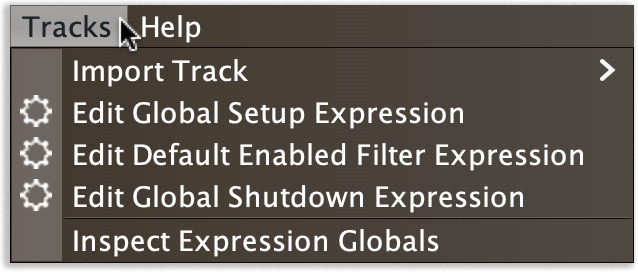 Tracks Help
Import Track
Edit Global Setup Expression
Edit Default Enabled Filter Expression
Edit Global Shutdown Expression
Inspect Expression Globals